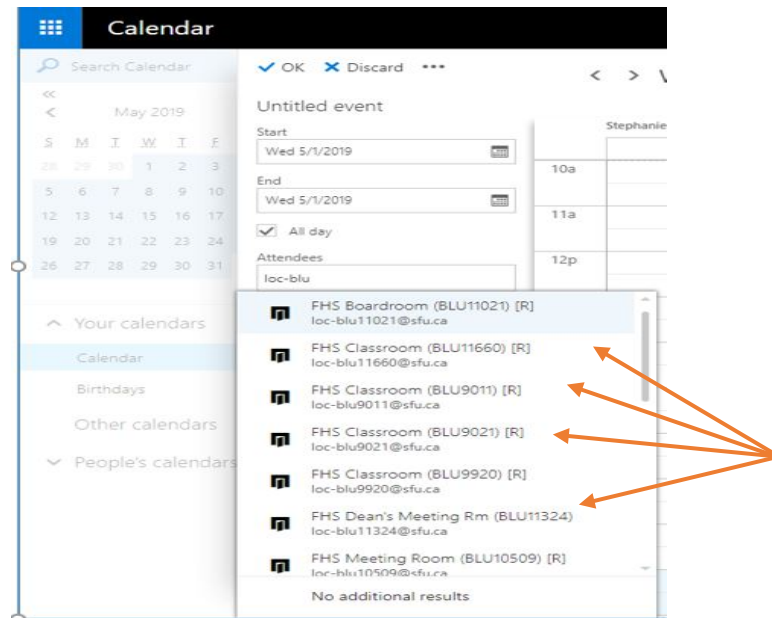 Calendar
Search Calendar
OK Discard
Untitled event
Start
Wed 5/1/2019
End
Wed 5/1/2019
All day
Attendees
loc-blu
May 2019
S M T W T F
28 29 30 1 2 3
5 6 7 8 9 10
12 13 14 15 16 17
19 20 21 22 23 24
26 27 28 29 30 31
Your calendars
Calendar
Birthdays
Other calendars
People's calendars
Stephanie
10a
11a
12p
FHS Boardroom (BLU11021) [R]
loc-blu11021@sfu.ca
FHS Classroom (BLU11660) [R]
loc-blu11660@sfu.ca
FHS Classroom (BLU9011) [R]
loc-blu9011@sfu.ca
FHS Classroom (BLU9021) [R]
loc-blu9021@sfu.ca
FHS Classroom (BLU9920) [R]
loc-blu9920@sfu.ca
FHS Dean's Meeting Rm (BLU11324)
loc-blu11324@sfu.ca
FHS Meeting Room (BLU10509) [R]
loc-blu10509@sfu.ca
No additional results